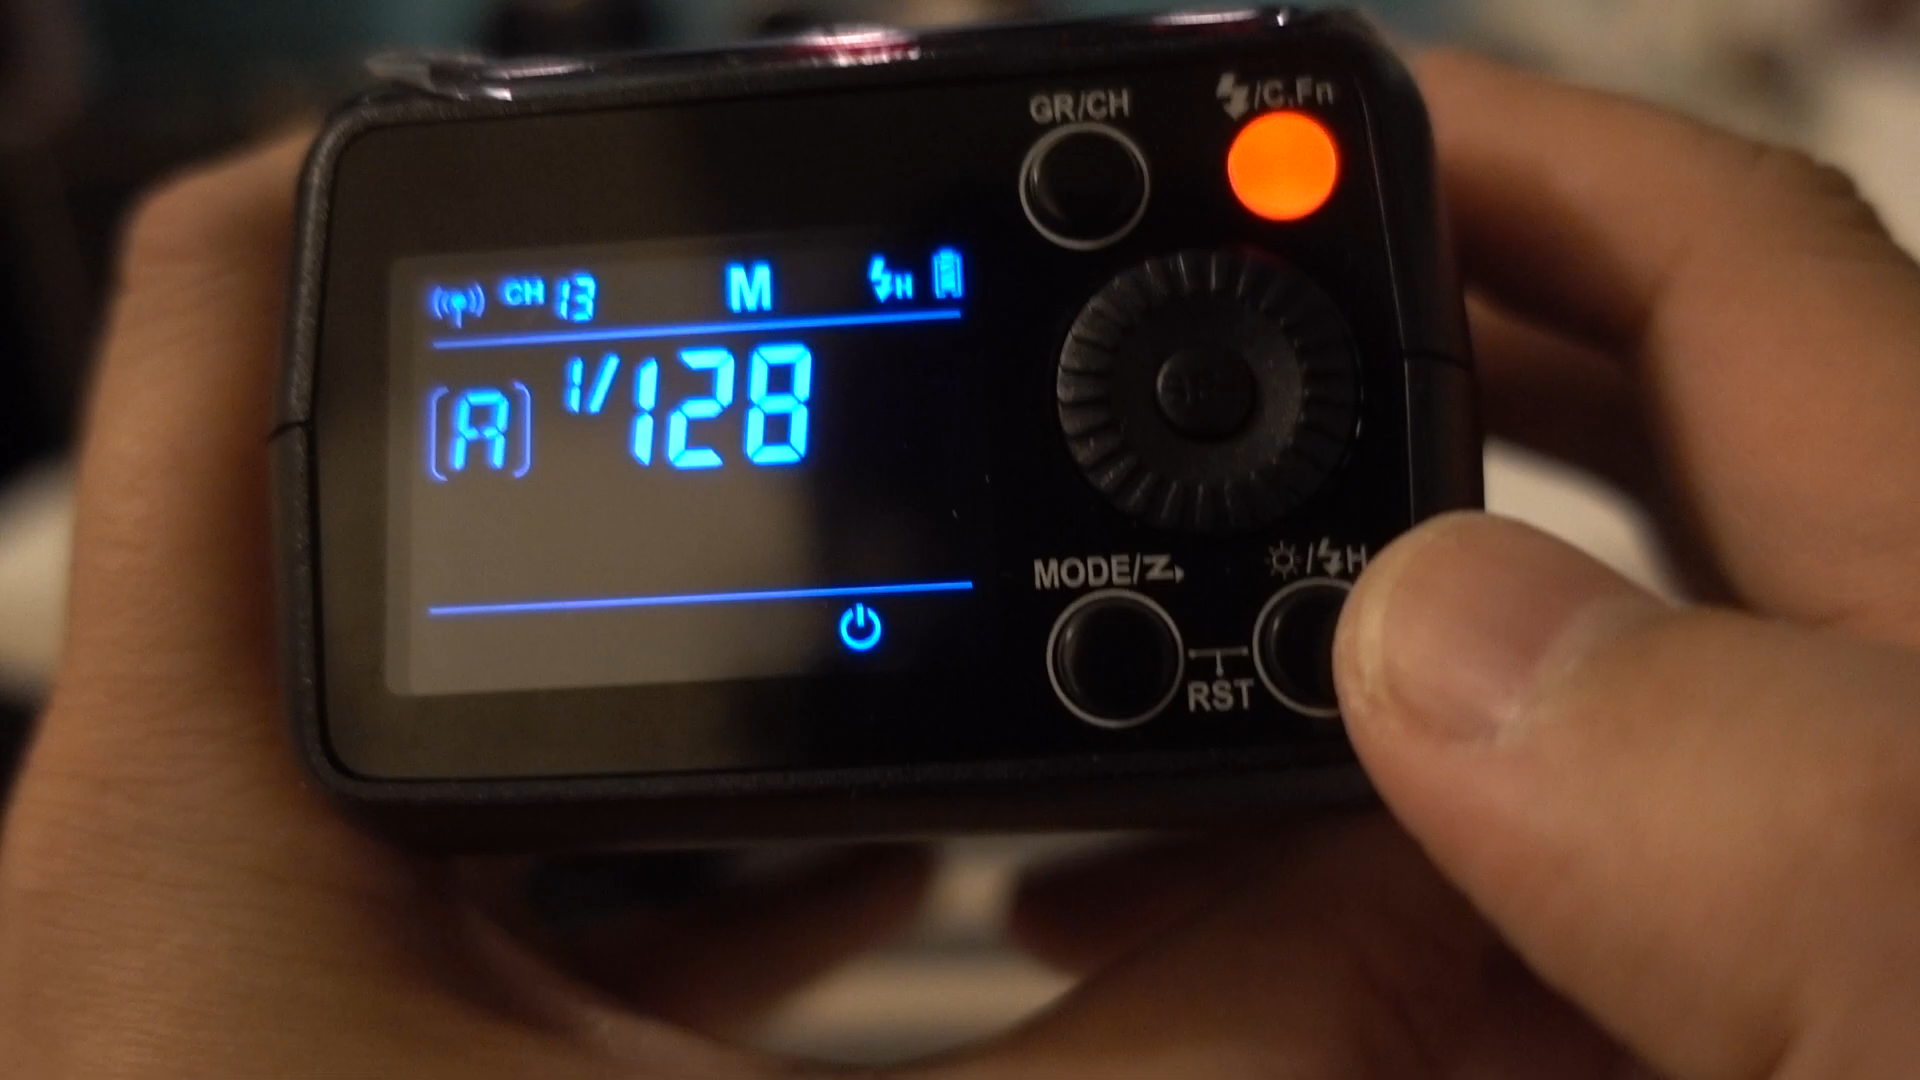 GR/CH
/C.Fn
CH 13 M H
[A] 1/128
MODE/
/ H
RST